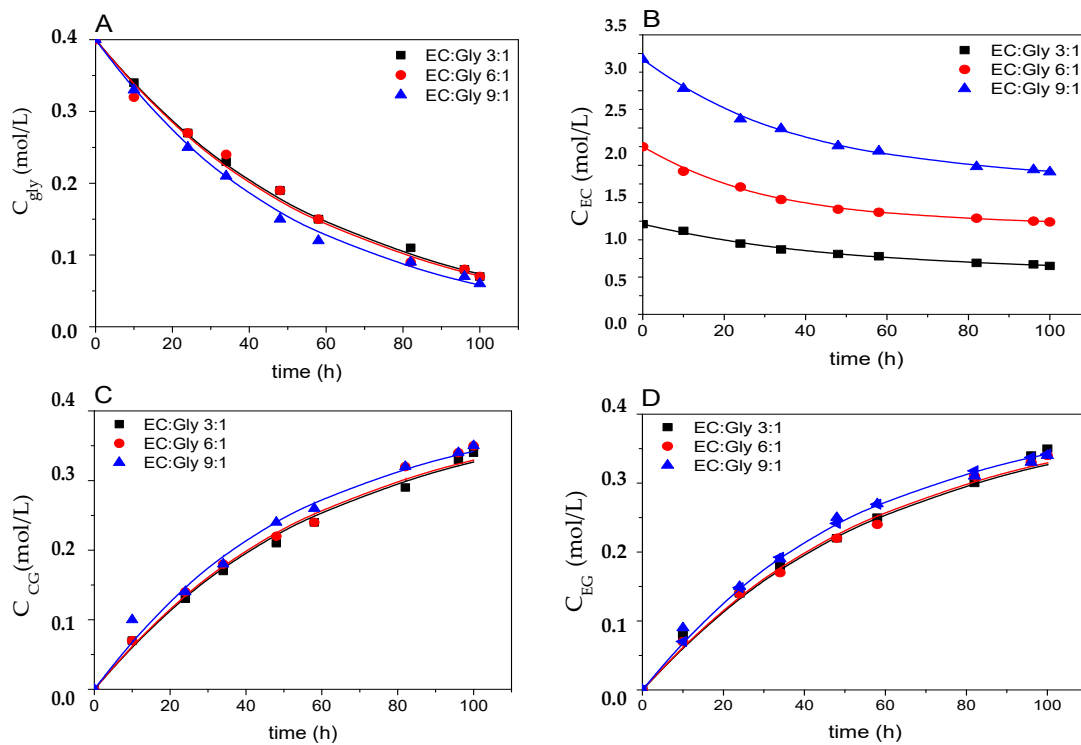 A
0.4
0.3
0.2
0.1
0.0
C gly (mol/L)
EC:Gly 3:1
EC:Gly 6:1
EC:Gly 9:1
0 20 40 60 80 100
time (h)
B
3.5
3.0
2.5
2.0
1.5
1.0
0.5
0.0
C EC (mol/L)
EC:Gly 3:1
EC:Gly 6:1
EC:Gly 9:1
0 20 40 60 80 100
time (h)
C
0.4
0.3
0.2
0.1
0.0
C CG (mol/L)
EC:Gly 3:1
EC:Gly 6:1
EC:Gly 9:1
0 20 40 60 80 100
time (h)
D
0.4
0.3
0.2
0.1
0.0
C EG (mol/L)
EC:Gly 3:1
EC:Gly 6:1
EC:Gly 9:1
0 20 40 60 80 100
time (h)